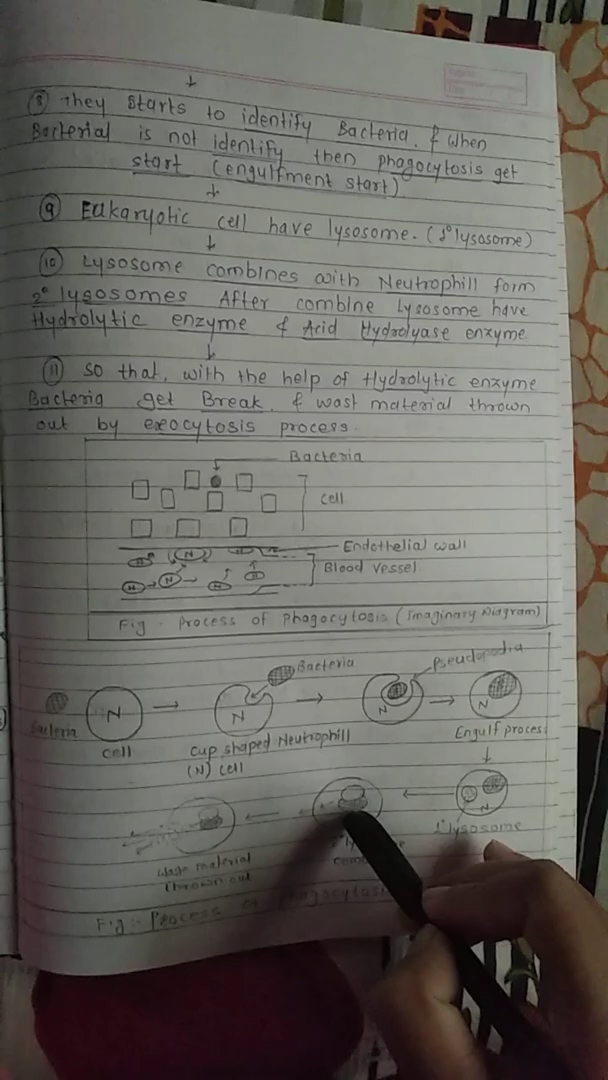 ⑧ They starts to identify Bacteria. & when
Bacterial is not identify then phagocytosis get
start (engulfment start)
⑨ Eukaryotic cell have lysosome. (1° lysosome)
⑩ Lysosome combines with Neutrophill form
2° lysosomes After combine Lysosome have
Hydrolytic enzyme & Acid Hydrolyase enzyme
⑪ so that, with the help of Hydrolytic enzyme
Bacteria get Break. & wast material thrown
out by exocytosis process.
Bacteria
cell
Endothelial wall
Blood vessel
N
N N N N
Fig - Process of Phagocytosis (Imaginary Diagram)
Bacteria
Pseudopodia
N
N
N
N
Bacteria
cell
cup shaped Neutrophill
(N) cell
Engulf process
N
1° lysosome
material
Thrown out
Fig :- Process of Phagocytosis